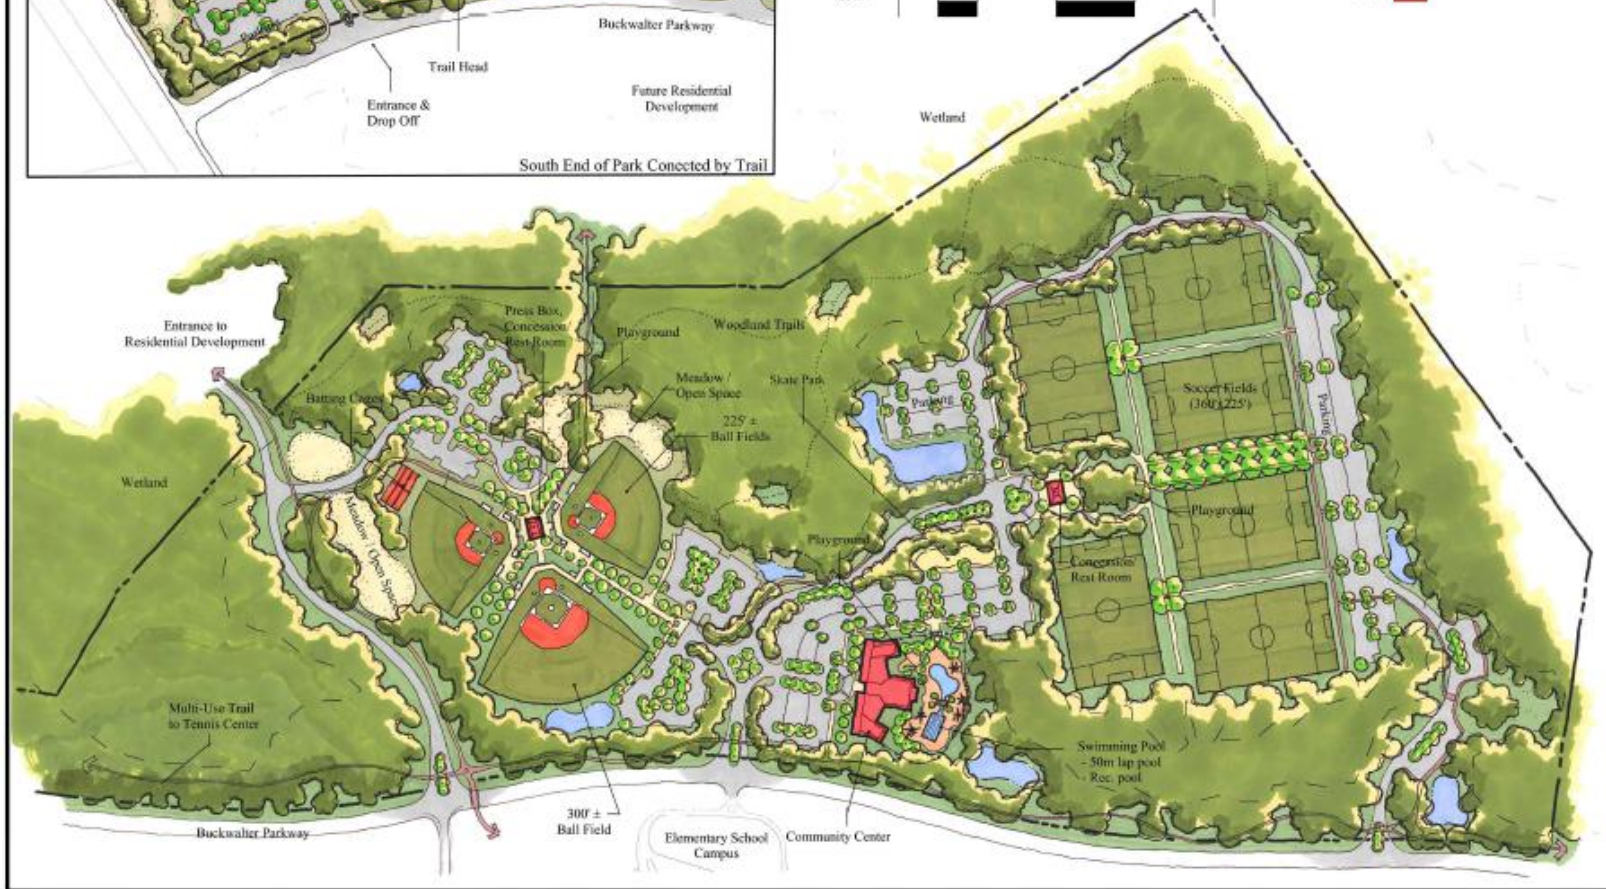 Buckwalter Parkway
Trail Head
Entrance &
Drop Off
Future Residential
Development
South End of Park Conected by Trail
Wetland
Entrance to
Residential Development
Press Box,
Concession
Rest Room
Playground
Woodland Trails
Meadow /
Open Space
Skate Park
Batting Cages
225' ±
Ball Fields
Parking
Soccer Fields
(360'x225')
Parking
Wetland
Meadow / Open Space
Playground
Playground
Concession/
Rest Room
Multi-Use Trail
to Tennis Center
Swimming Pool
- 50m lap pool
- Rec. pool
300' ±
Ball Field
Buckwalter Parkway
Elementary School
Campus
Community Center